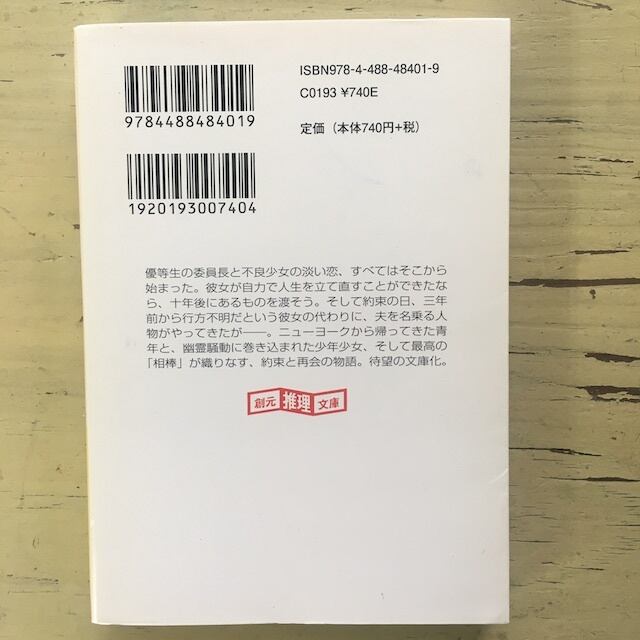 ISBN978-4-488-48401-9
C0193 ¥740E
定価（本体740円+税）
9784488484019
1920193007404
優等生の委員長と不良少女の淡い恋、すべてはそこから
始まった。彼女が自力で人生を立て直すことができたな
ら、十年後にあるものを渡そう。そして約束の日、三年
前から行方不明だという彼女の代わりに、夫を名乗る人
物がやってきたが――。ニューヨークから帰ってきた青
年と、幽霊騒動に巻き込まれた少年少女、そして最高の
「相棒」が織りなす、約束と再会の物語。待望の文庫化。
創元推理文庫